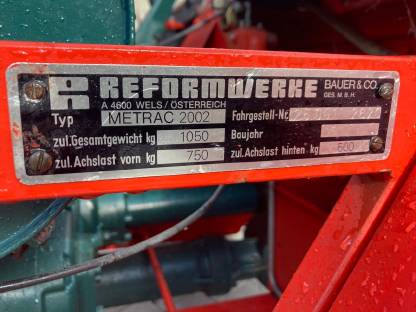 R REFORMWERKE BAUER & CO. GES. M. B. H.
A 4600 WELS / ÖSTERREICH
Typ METRAC 2002 Fahrgestell-Nr.
zul. Gesamtgewicht kg 1050 Baujahr
zul. Achslast vorn kg 750 zul. Achslast hinten kg 600